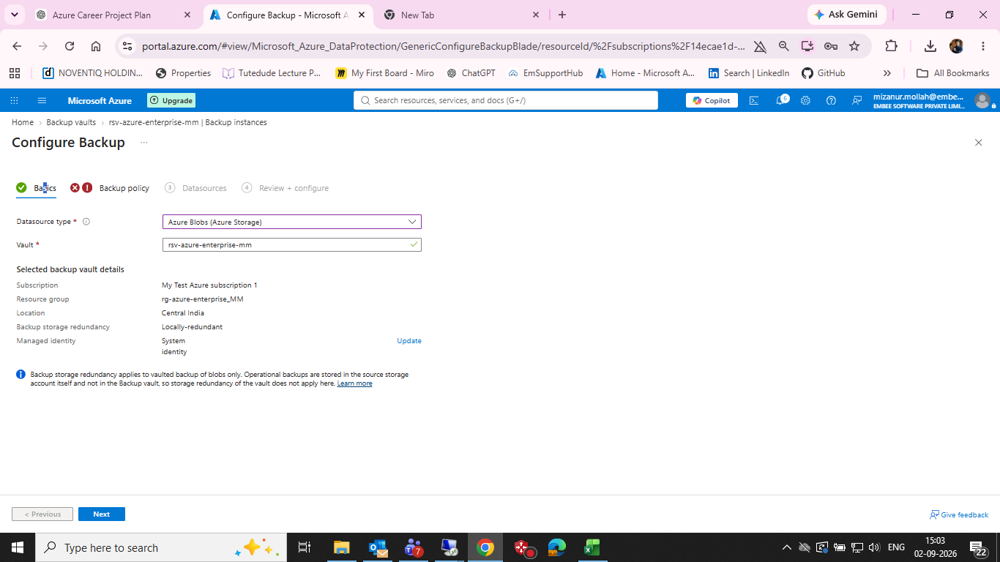 Azure Career Project Plan
Configure Backup - Microsoft A
New Tab
Ask Gemini
portal.azure.com/#view/Microsoft_Azure_DataProtection/GenericConfigureBackupBlade/resourceId/%2Fsubscriptions%2F14ecae1d-...
NOVENTIQ HOLDIN...
Properties
Tutedude Lecture P...
My First Board - Miro
ChatGPT
EmSupportHub
Home - Microsoft A...
Search | LinkedIn
GitHub
»
All Bookmarks
Microsoft Azure
Upgrade
Search resources, services, and docs (G+/)
Copilot
6
mizanur.mollah@embe...
EMBEE SOFTWARE PRIVATE LIMI...
Home › Backup vaults › rsv-azure-enterprise-mm | Backup instances
Configure Backup ...
Basics
Backup policy
3 Datasources
4 Review + configure
Datasource type * Azure Blobs (Azure Storage)
Vault * rsv-azure-enterprise-mm
Selected backup vault details
Subscription My Test Azure subscription 1
Resource group rg-azure-enterprise_MM
Location Central India
Backup storage redundancy Locally-redundant
Managed identity System identity Update
Backup storage redundancy applies to vaulted backup of blobs only. Operational backups are stored in the source storage
account itself and not in the Backup vault, so storage redundancy of the vault does not apply here. Learn more
< Previous
Next
Give feedback
Type here to search
7
ENG
15:03
02-09-2026
22